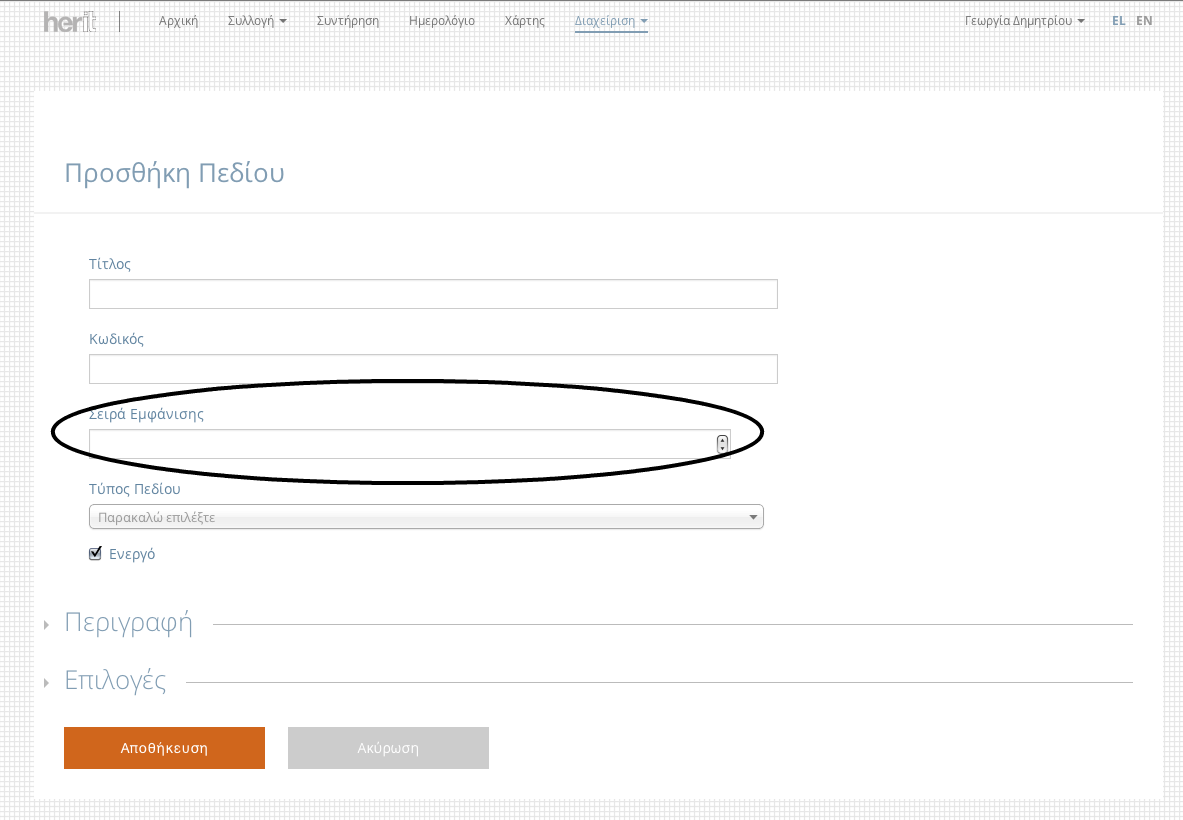 herit Αρχική Συλλογή Συντήρηση Ημερολόγιο Χάρτης Διαχείριση Γεωργία Δημητρίου EL EN
Προσθήκη Πεδίου
Τίτλος
Κωδικός
Σειρά Εμφάνισης
Τύπος Πεδίου
Παρακαλώ επιλέξτε
Ενεργό
Περιγραφή
Επιλογές
Αποθήκευση Ακύρωση